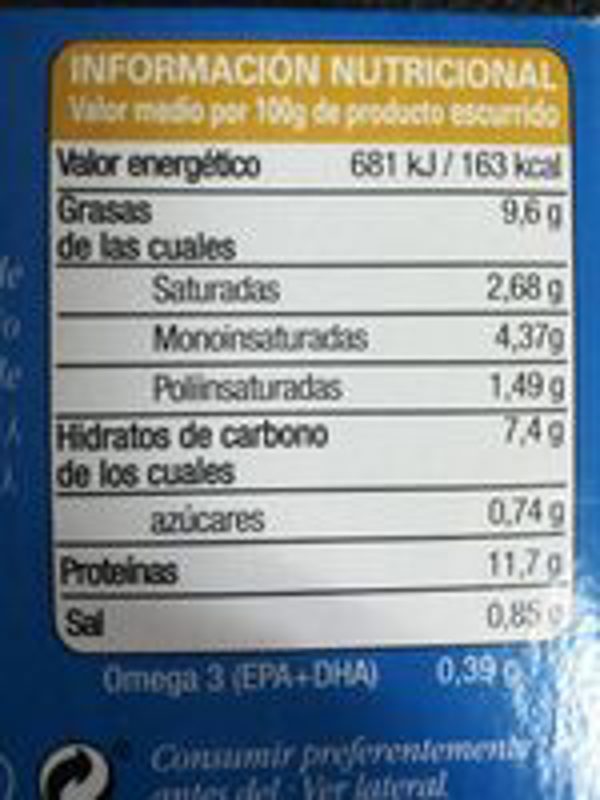 INFORMACIÓN NUTRICIONAL
Valor medio por 100g de producto escurrido
Valor energético 681 kJ / 163 kcal
Grasas 9,6 g
de las cuales
Saturadas 2,68 g
Monoinsaturadas 4,37g
Poliinsaturadas 1,49 g
Hidratos de carbono 7,4 g
de los cuales
azúcares 0,74 g
Proteínas 11,7 g
Sal 0,85 g
Omega 3 (EPA+DHA) 0,39 g
Consumir preferentemente
antes del: Ver lateral